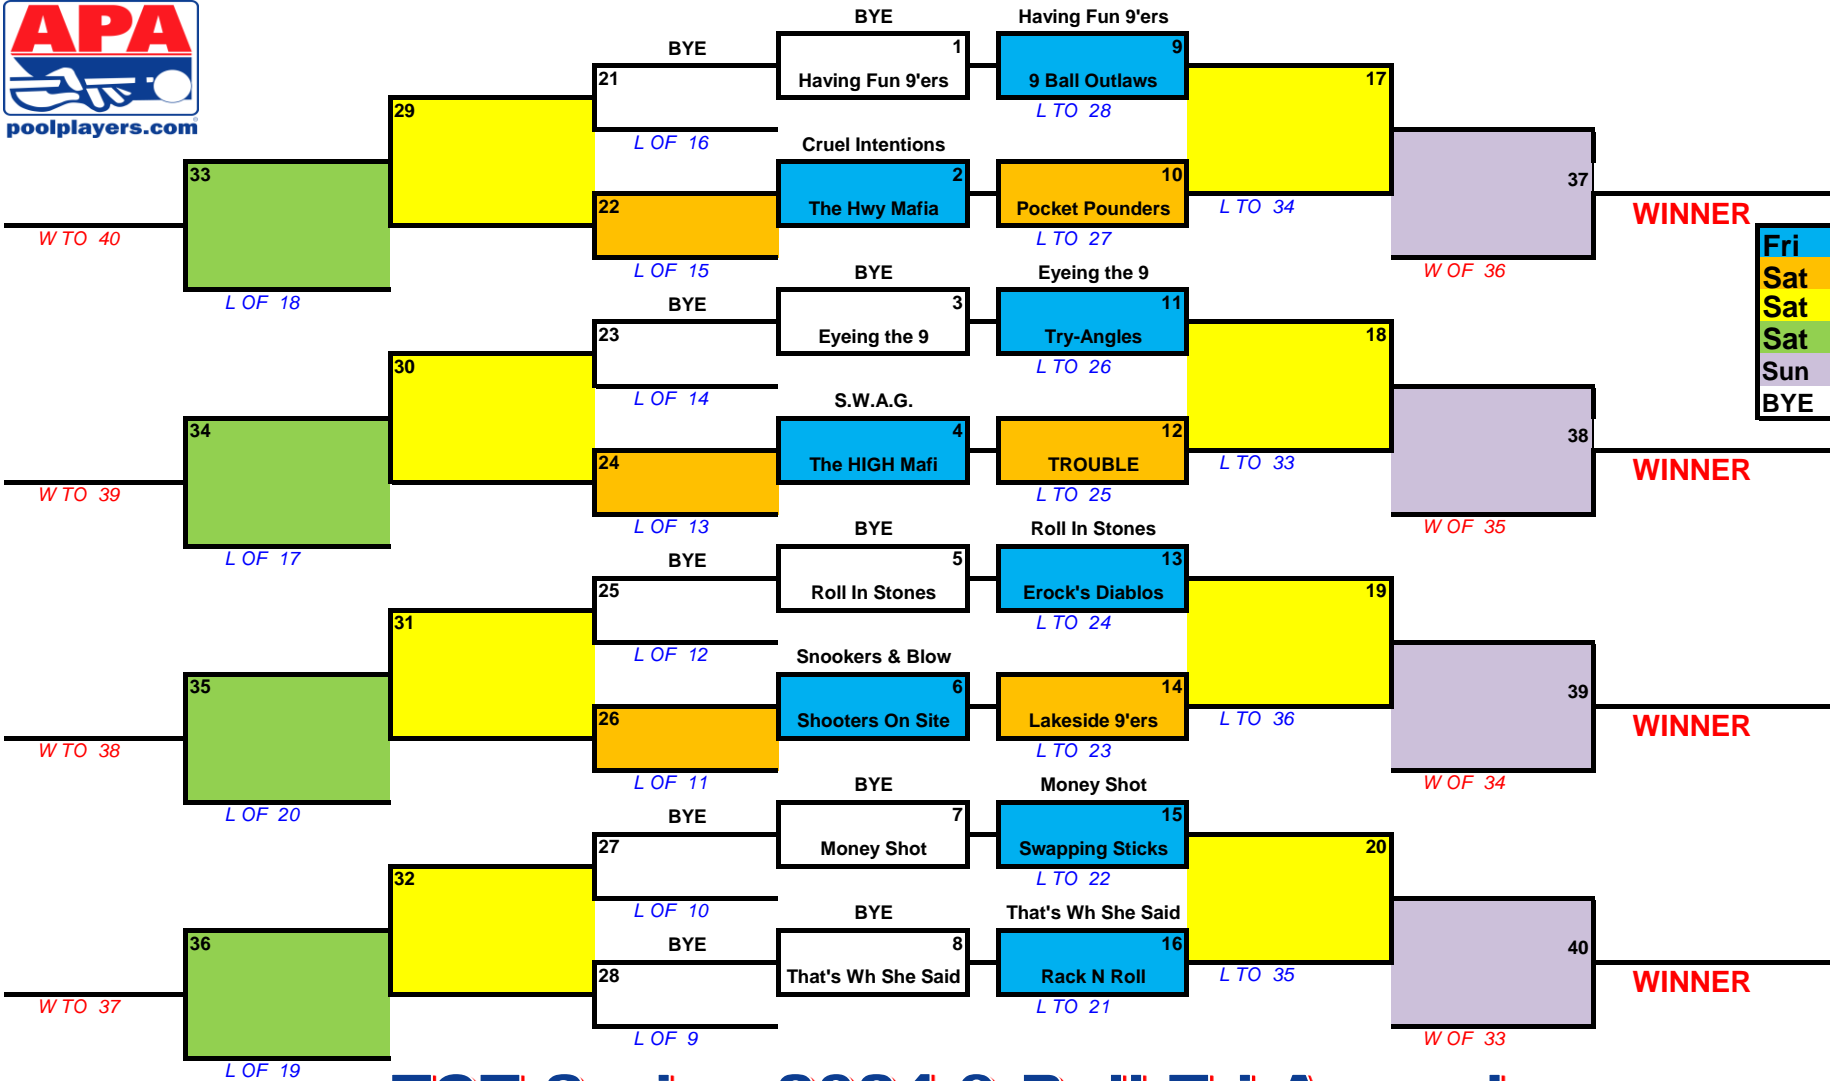 APA
poolplayers.com
BYE
Having Fun 9'ers
BYE
1
9
21
Having Fun 9'ers
9 Ball Outlaws
17
29
L TO 28
L OF 16
Cruel Intentions
33
2
10
37
22
The Hwy Mafia
Pocket Pounders
L TO 34
WINNER
W TO 40
L TO 27
Fri
L OF 15
BYE
Eyeing the 9
W OF 36
Sat
L OF 18
BYE
3
11
Sat
23
Eyeing the 9
Try-Angles
18
Sat
30
L TO 26
Sun
L OF 14
S.W.A.G.
BYE
34
4
12
38
24
The HIGH Mafi
TROUBLE
L TO 33
WINNER
W TO 39
L TO 25
L OF 13
BYE
Roll In Stones
W OF 35
L OF 17
BYE
5
13
25
Roll In Stones
Erock's Diablos
19
31
L TO 24
L OF 12
Snookers & Blow
35
6
14
39
26
Shooters On Site
Lakeside 9'ers
L TO 36
WINNER
W TO 38
L TO 23
L OF 11
BYE
Money Shot
W OF 34
L OF 20
BYE
7
15
27
Money Shot
Swapping Sticks
20
32
L TO 22
L OF 10
BYE
That's Wh She Said
36
BYE
8
16
40
28
That's Wh She Said
Rack N Roll
L TO 35
WINNER
W TO 37
L TO 21
L OF 9
W OF 33
L OF 19